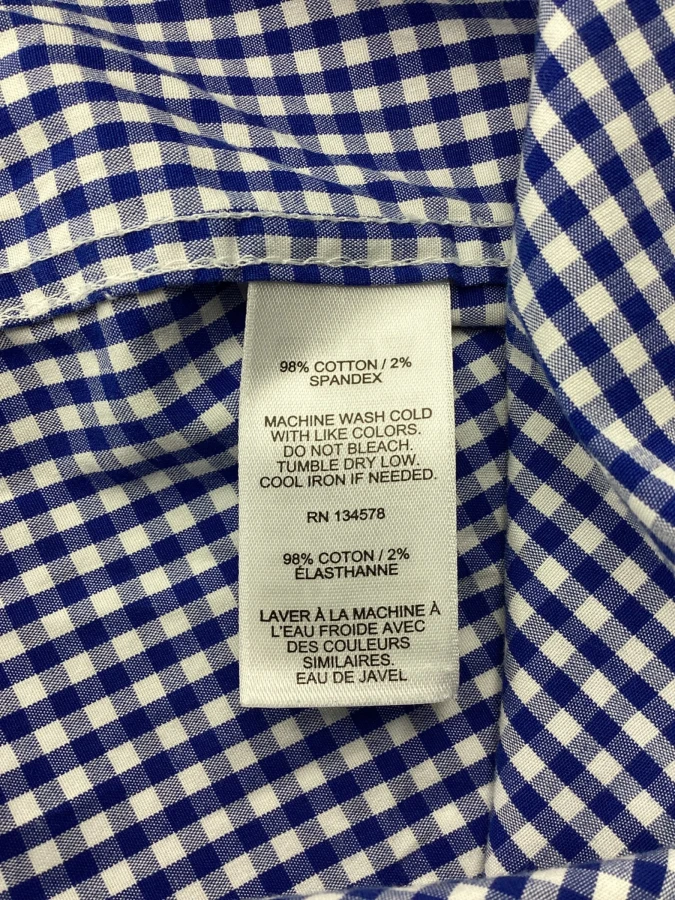 98% COTTON / 2%
SPANDEX
MACHINE WASH COLD
WITH LIKE COLORS.
DO NOT BLEACH.
TUMBLE DRY LOW.
COOL IRON IF NEEDED.
RN 134578
98% COTON / 2%
ÉLASTHANNE
LAVER À LA MACHINE À
L'EAU FROIDE AVEC
DES COULEURS
SIMILAIRES.
EAU DE JAVEL